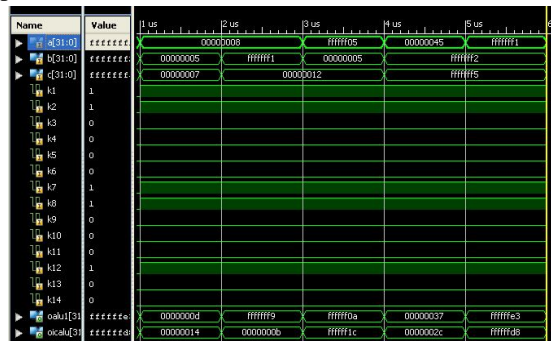 Name Value 1 us 2 us 3 us 4 us 5 us
a[31:0] fffffff. 00000008 ffffff05 00000045 fffffff1
b[31:0] fffffff. 00000005 fffffff1 00000005 fffffff2
c[31:0] fffffff. 00000007 00000012 fffffff5
k1 1
k2 1
k3 0
k4 0
k5 0
k6 0
k7 1
k8 1
k9 0
k10 0
k11 0
k12 1
k13 0
k14 0
oalu1[31 ffffffe: 0000000d fffffff9 ffffff0a 00000037 ffffffe3
oicalu[31 ffffffd: 00000014 0000000b ffffff1c 0000002c ffffffd8